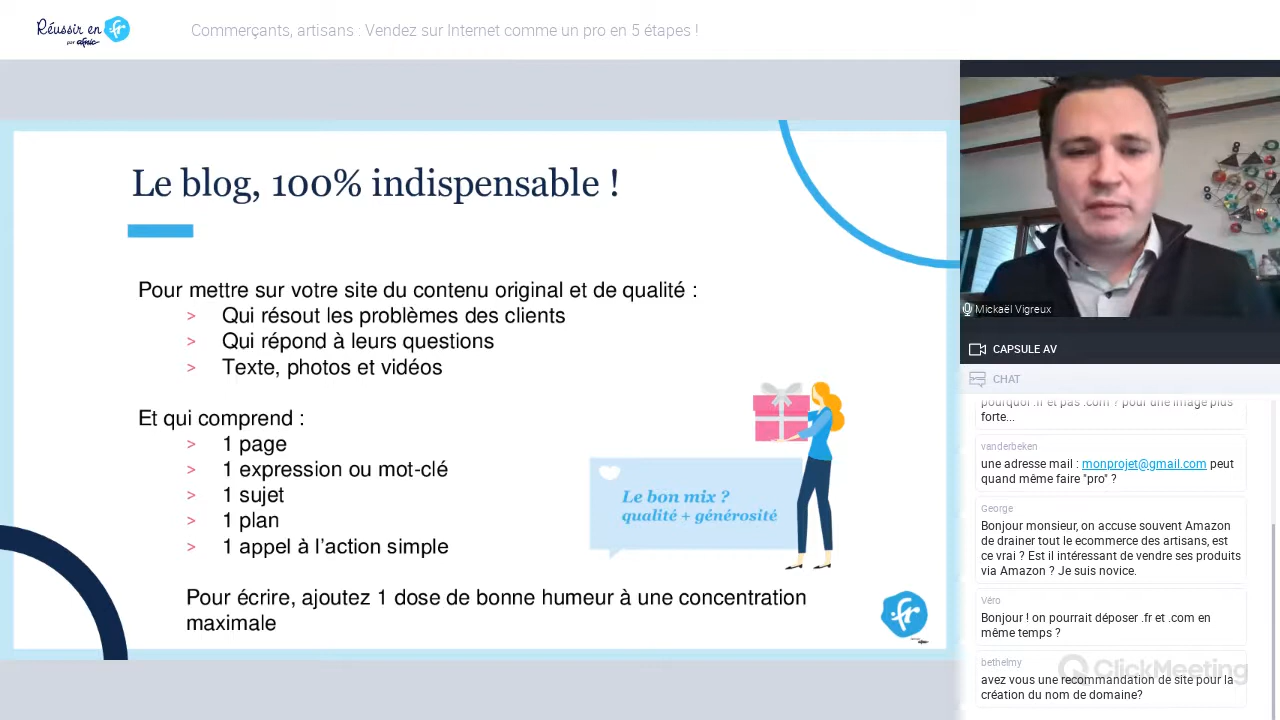 Réussir en fr
par afnic
Commerçants, artisans : Vendez sur Internet comme un pro en 5 étapes !
Le blog, 100% indispensable !
Pour mettre sur votre site du contenu original et de qualité :
> Qui résout les problèmes des clients
> Qui répond à leurs questions
> Texte, photos et vidéos
Et qui comprend :
> 1 page
> 1 expression ou mot-clé
> 1 sujet
> 1 plan
> 1 appel à l'action simple
Le bon mix ?
qualité + générosité
Pour écrire, ajoutez 1 dose de bonne humeur à une concentration
maximale
.fr
Mickaël Vigreux
CAPSULE AV
CHAT
pourquoi .fr et pas .com ? pour une image plus
forte...
vanderbeken
une adresse mail : monprojet@gmail.com peut
quand même faire "pro" ?
George
Bonjour monsieur, on accuse souvent Amazon
de drainer tout le ecommerce des artisans, est
ce vrai ? Est il intéressant de vendre ses produits
via Amazon ? Je suis novice.
Véro
Bonjour ! on pourrait déposer .fr et .com en
même temps ?
bethelmy
avez vous une recommandation de site pour la
création du nom de domaine?
ClickMeeting